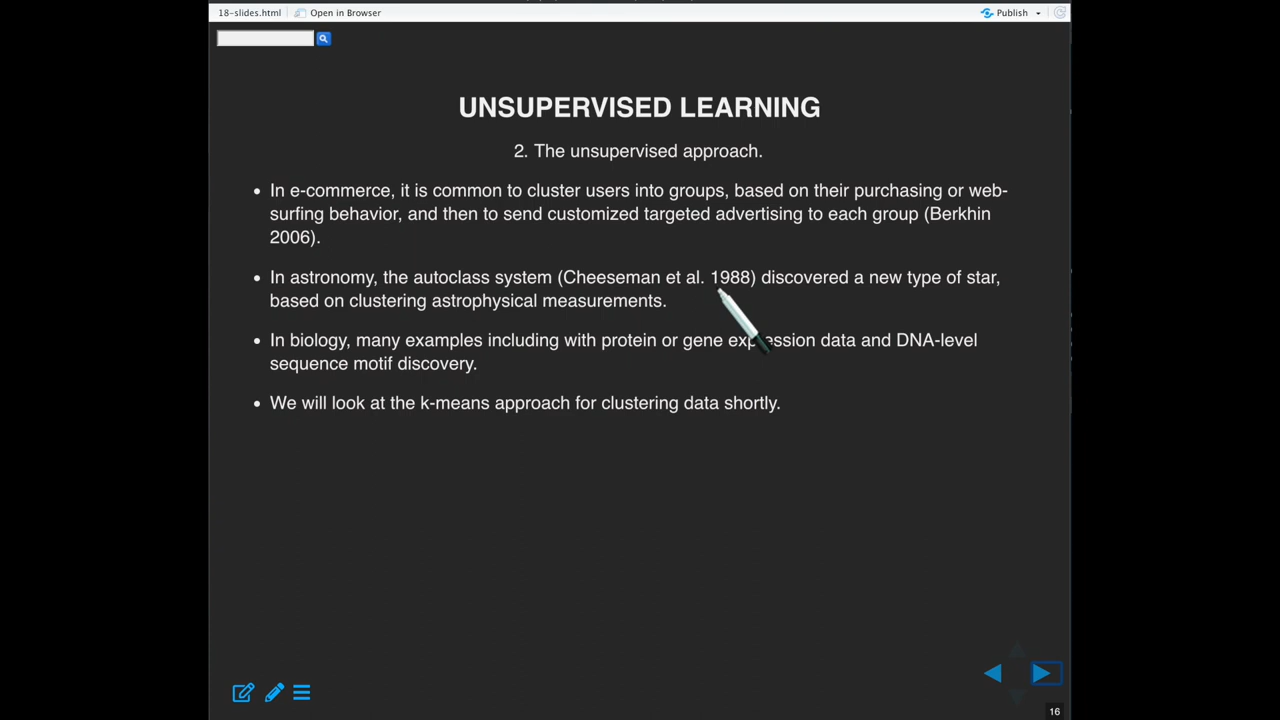 18-slides.html Open in Browser Publish
UNSUPERVISED LEARNING
2. The unsupervised approach.
• In e-commerce, it is common to cluster users into groups, based on their purchasing or web-
surfing behavior, and then to send customized targeted advertising to each group (Berkhin
2006).
• In astronomy, the autoclass system (Cheeseman et al. 1988) discovered a new type of star,
based on clustering astrophysical measurements.
• In biology, many examples including with protein or gene expression data and DNA-level
sequence motif discovery.
• We will look at the k-means approach for clustering data shortly.
16